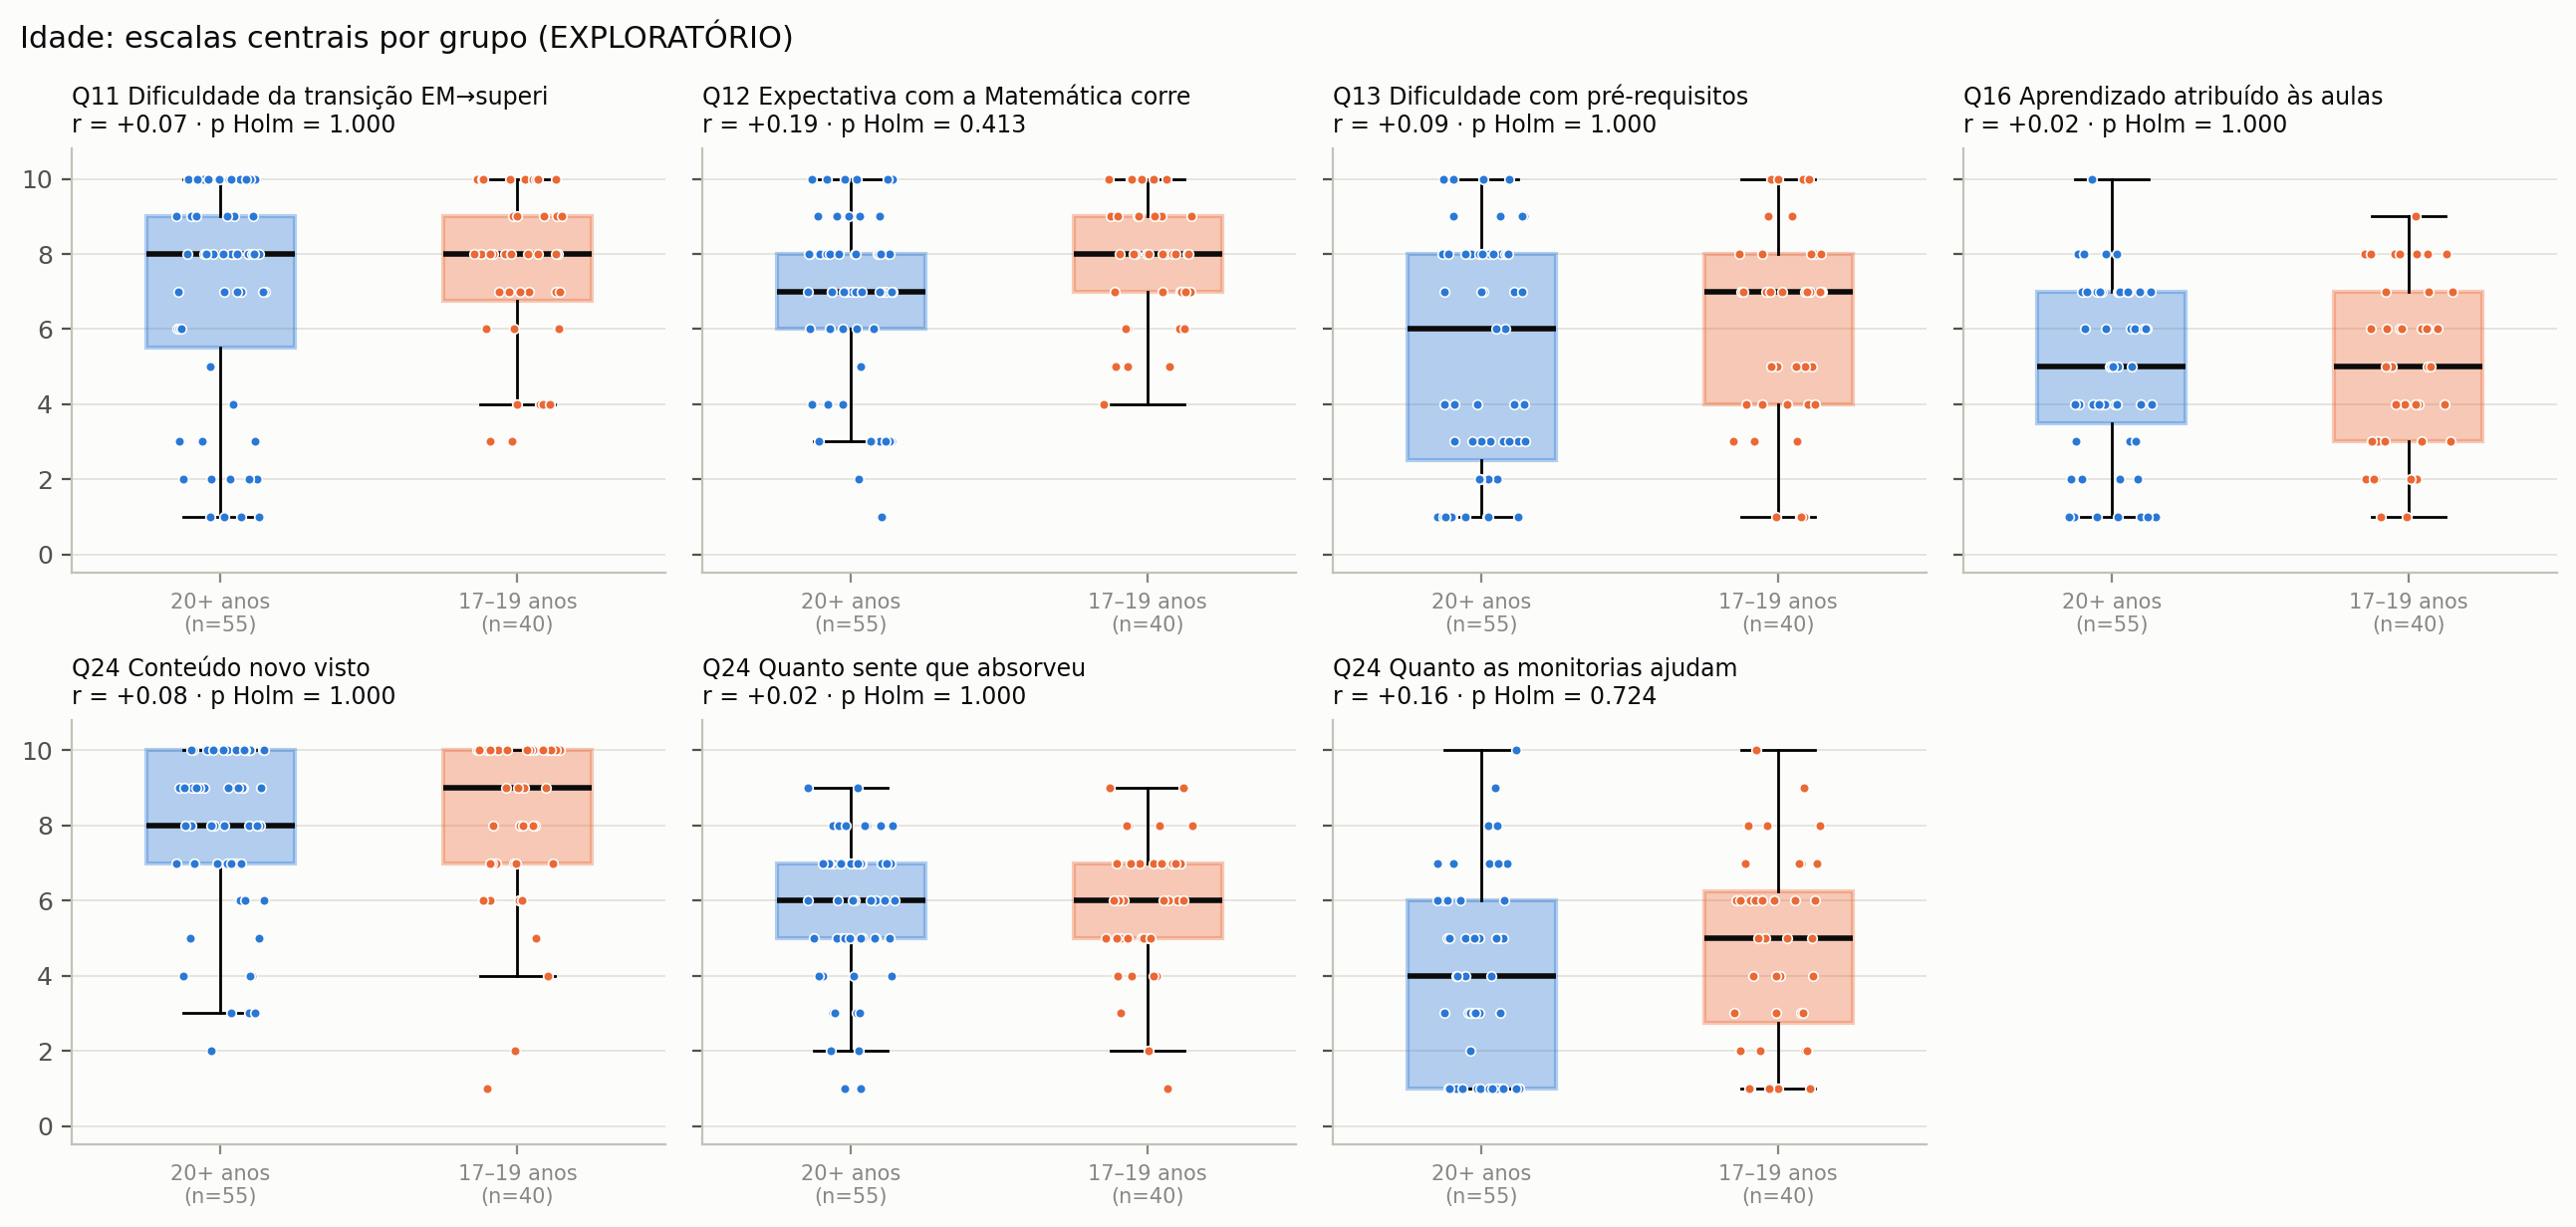 Idade: escalas centrais por grupo (EXPLORATÓRIO)
Q11 Dificuldade da transição EM→superi
r = +0.07 · p Holm = 1.000
Q12 Expectativa com a Matemática corre
r = +0.19 · p Holm = 0.413
Q13 Dificuldade com pré-requisitos
r = +0.09 · p Holm = 1.000
Q16 Aprendizado atribuído às aulas
r = +0.02 · p Holm = 1.000
10
8
6
4
2
0
20+ anos
(n=55)
17–19 anos
(n=40)
20+ anos
(n=55)
17–19 anos
(n=40)
20+ anos
(n=55)
17–19 anos
(n=40)
20+ anos
(n=55)
17–19 anos
(n=40)
Q24 Conteúdo novo visto
r = +0.08 · p Holm = 1.000
Q24 Quanto sente que absorveu
r = +0.02 · p Holm = 1.000
Q24 Quanto as monitorias ajudam
r = +0.16 · p Holm = 0.724
10
8
6
4
2
0
20+ anos
(n=55)
17–19 anos
(n=40)
20+ anos
(n=55)
17–19 anos
(n=40)
20+ anos
(n=55)
17–19 anos
(n=40)